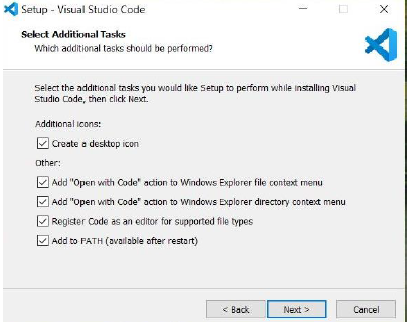 Setup - Visual Studio Code
Select Additional Tasks
Which additional tasks should be performed?
Select the additional tasks you would like Setup to perform while installing Visual
Studio Code, then click Next.
Additional icons:
Create a desktop icon
Other:
Add "Open with Code" action to Windows Explorer file context menu
Add "Open with Code" action to Windows Explorer directory context menu
Register Code as an editor for supported file types
Add to PATH (available after restart)
< Back
Next >
Cancel